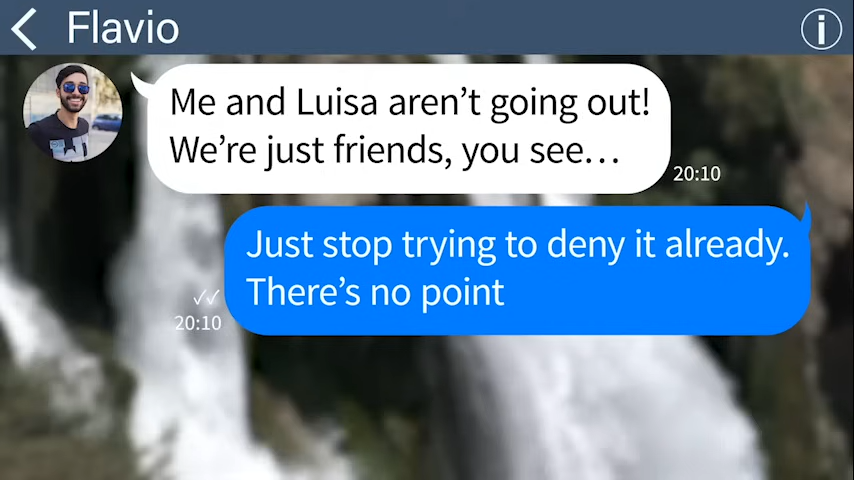 Flavio
Me and Luisa aren't going out!
We're just friends, you see...
20:10
Just stop trying to deny it already.
There's no point
20:10